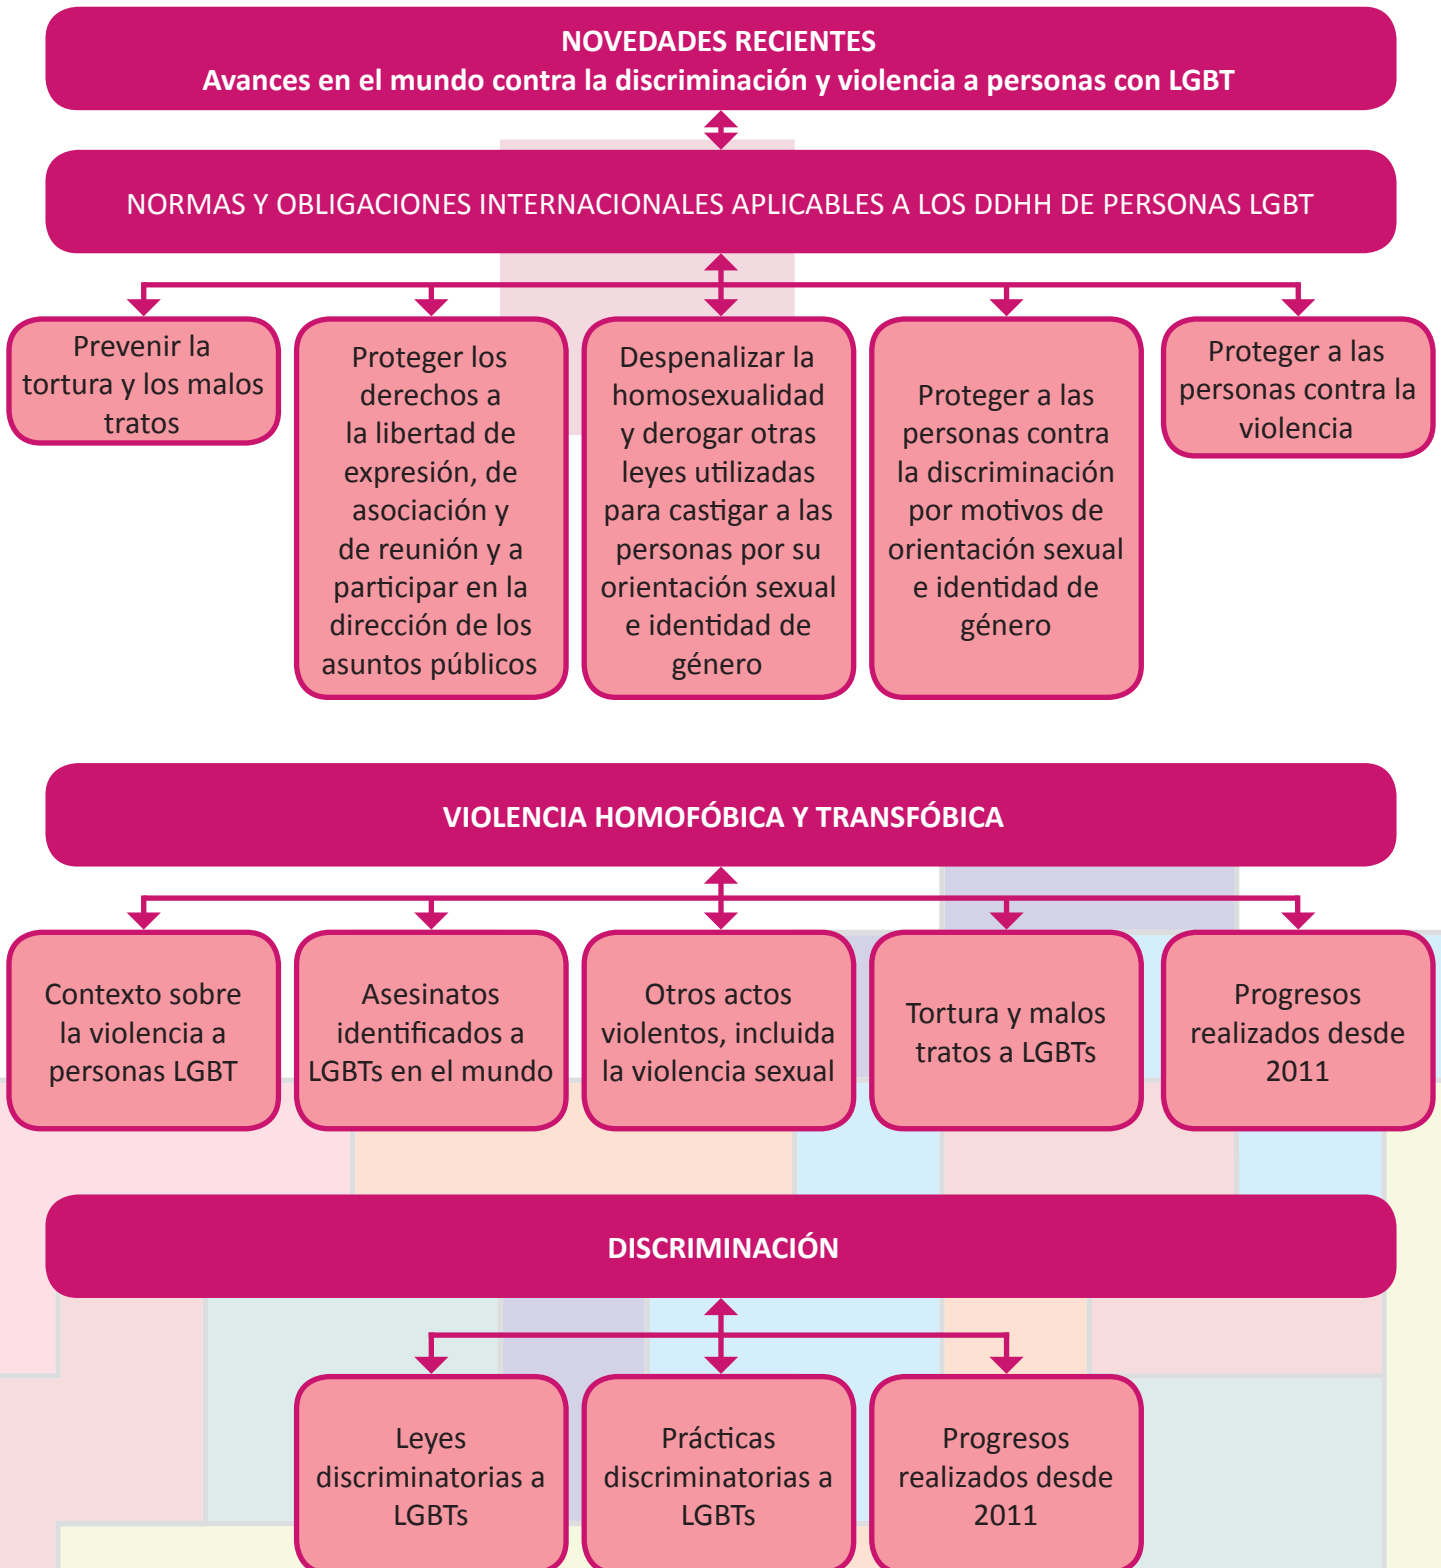 NOVEDADES RECIENTES
Avances en el mundo contra la discriminación y violencia a personas con LGBT
NORMAS Y OBLIGACIONES INTERNACIONALES APLICABLES A LOS DDHH DE PERSONAS LGBT
Prevenir la
tortura y los malos
tratos
Proteger los
derechos a
la libertad de
expresión, de
asociación y
de reunión y a
participar en la
dirección de los
asuntos públicos
Despenalizar la
homosexualidad
y derogar otras
leyes utilizadas
para castigar a las
personas por su
orientación sexual
e identidad de
género
Proteger a las
personas contra
la discriminación
por motivos de
orientación sexual
e identidad de
género
Proteger a las
personas contra la
violencia
VIOLENCIA HOMOFÓBICA Y TRANSFÓBICA
Contexto sobre
la violencia a
personas LGBT
Asesinatos
identificados a
LGBTs en el mundo
Otros actos
violentos, incluida
la violencia sexual
Tortura y malos
tratos a LGBTs
Progresos
realizados desde
2011
DISCRIMINACIÓN
Leyes
discriminatorias a
LGBTs
Prácticas
discriminatorias a
LGBTs
Progresos
realizados desde
2011